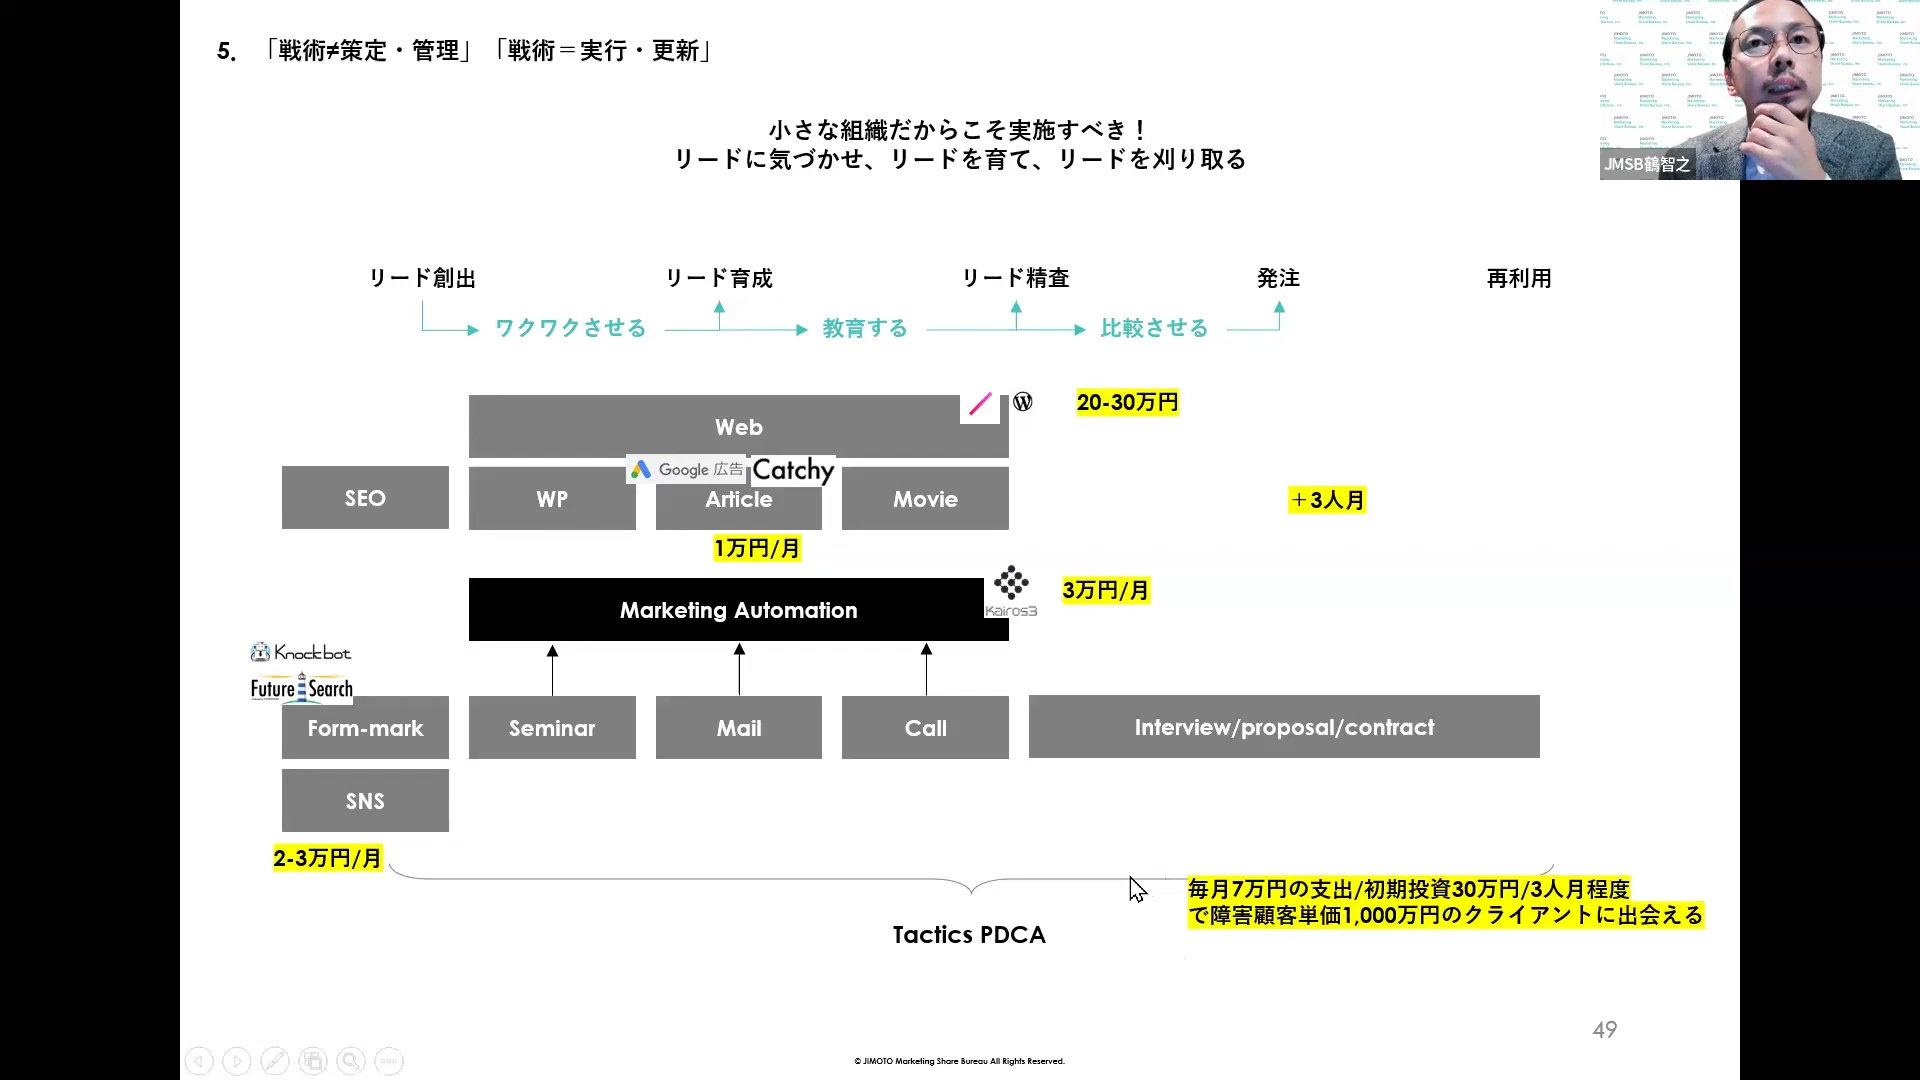 5. 「戦術≠策定・管理」「戦術＝実行・更新」
小さな組織だからこそ実施すべき！
リードに気づかせ、リードを育て、リードを刈り取る
JMSB鶴智之
リード創出 リード育成 リード精査 発注 再利用
ワクワクさせる 教育する 比較させる
Web 20-30万円
Google 広告 Catchy
SEO WP Article Movie ＋3人月
1万円/月
Marketing Automation Kairos3 3万円/月
Knockbot
Future Search
Form-mark Seminar Mail Call Interview/proposal/contract
SNS
2-3万円/月
毎月7万円の支出/初期投資30万円/3人月程度
で障害顧客単価1,000万円のクライアントに出会える
Tactics PDCA
49
© JIMOTO Marketing Share Bureau All Rights Reserved.